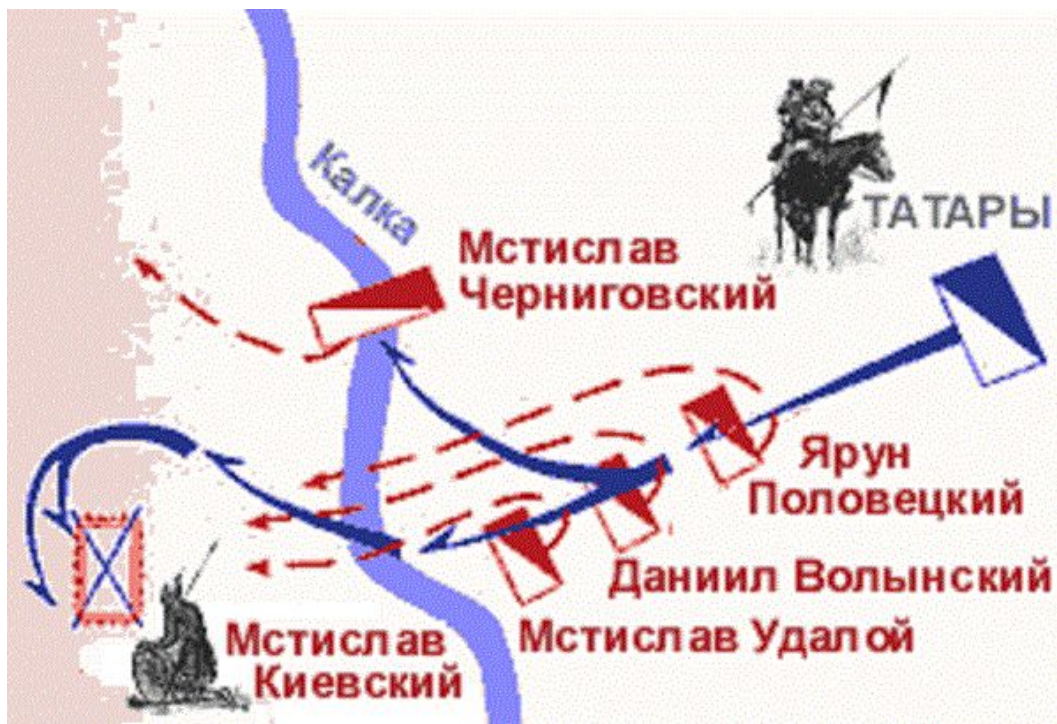 Калка
ТАТАРЫ
Мстислав
Черниговский
Ярун
Половецкий
Даниил Волынский
Мстислав Удалой
Мстислав
Киевский